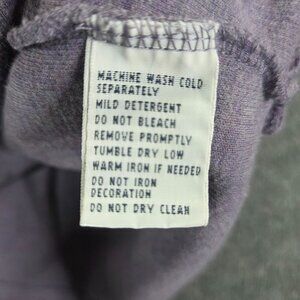 MACHINE WASH COLD
SEPARATELY
MILD DETERGENT
DO NOT BLEACH
REMOVE PROMPTLY
TUMBLE DRY LOW
WARM IRON IF NEEDED
DO NOT IRON
DECORATION
DO NOT DRY CLEAN